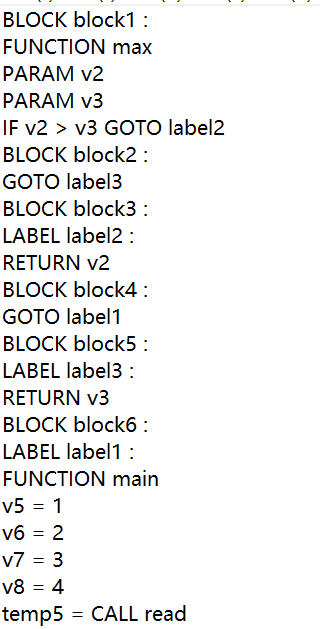 BLOCK block1 :
FUNCTION max
PARAM v2
PARAM v3
IF v2 > v3 GOTO label2
BLOCK block2 :
GOTO label3
BLOCK block3 :
LABEL label2 :
RETURN v2
BLOCK block4 :
GOTO label1
BLOCK block5 :
LABEL label3 :
RETURN v3
BLOCK block6 :
LABEL label1 :
FUNCTION main
v5 = 1
v6 = 2
v7 = 3
v8 = 4
temp5 = CALL read